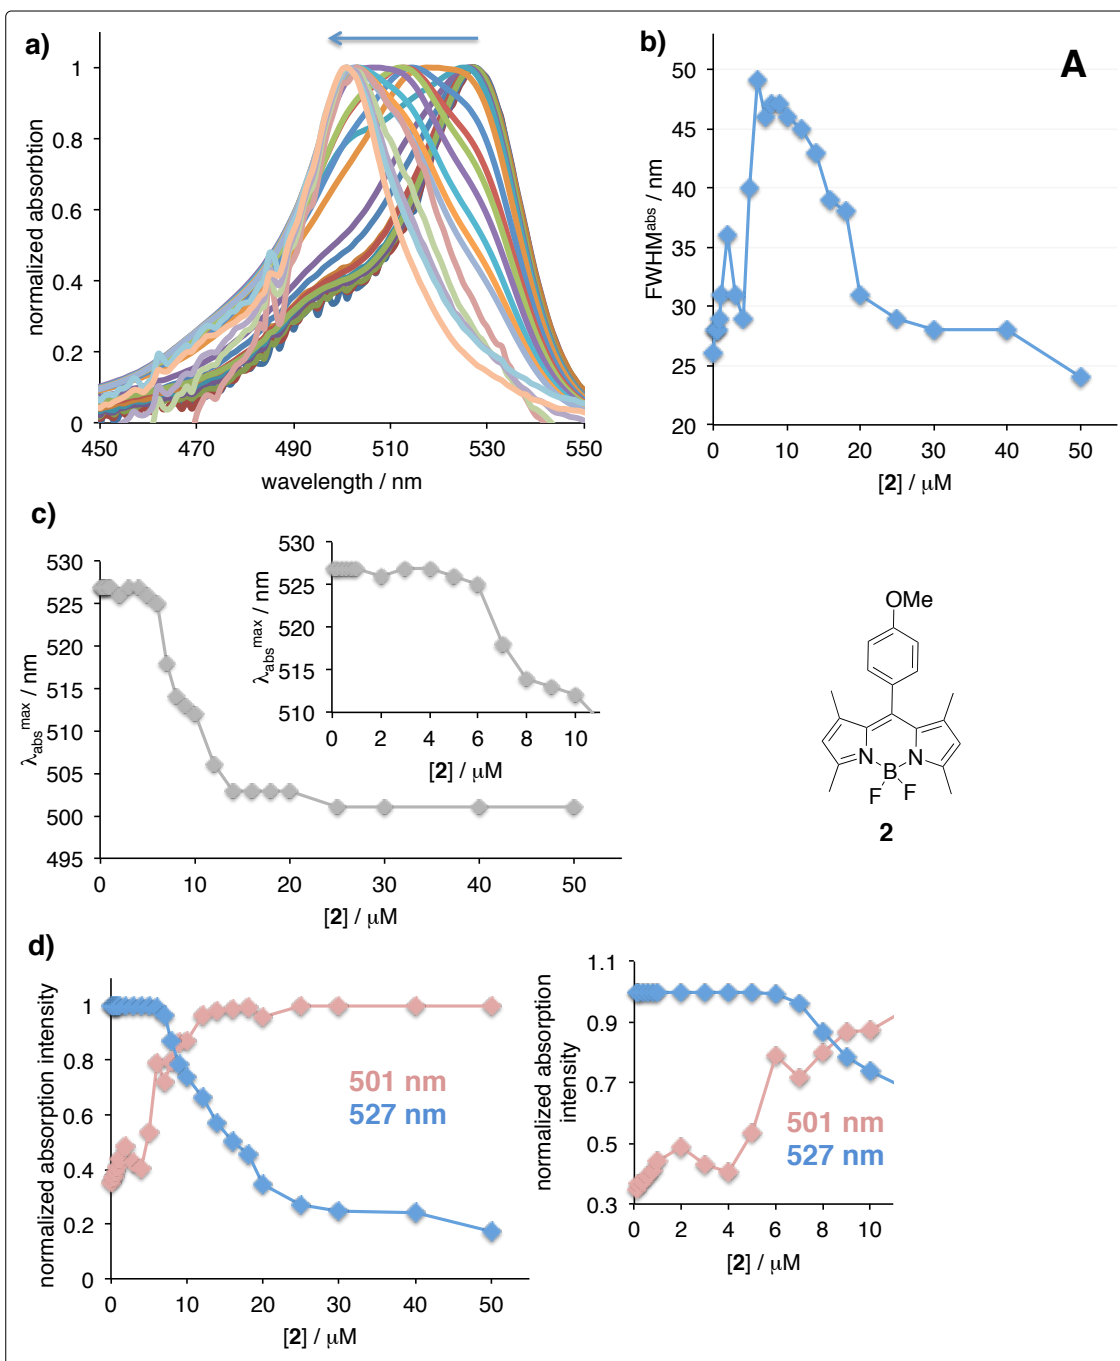 a)
normalized absorbtion
1
0.8
0.6
0.4
0.2
0
450 470 490 510 530 550
wavelength / nm
b)
A
FWHMabs / nm
50
45
40
35
30
25
20
0 10 20 30 40 50
[2] / μM
c)
λabsmax / nm
530
525
520
515
510
505
500
495
0 10 20 30 40 50
[2] / μM
λabsmax / nm
530
525
520
515
510
0 2 4 6 8 10
[2] / μM
OMe
N N
B
F F
2
d)
normalized absorption intensity
1
0.8
0.6
0.4
0.2
0
501 nm
527 nm
0 10 20 30 40 50
[2] / μM
normalized absorption
intensity
1.1
0.9
0.7
0.5
0.3
501 nm
527 nm
0 2 4 6 8 10
[2] / μM